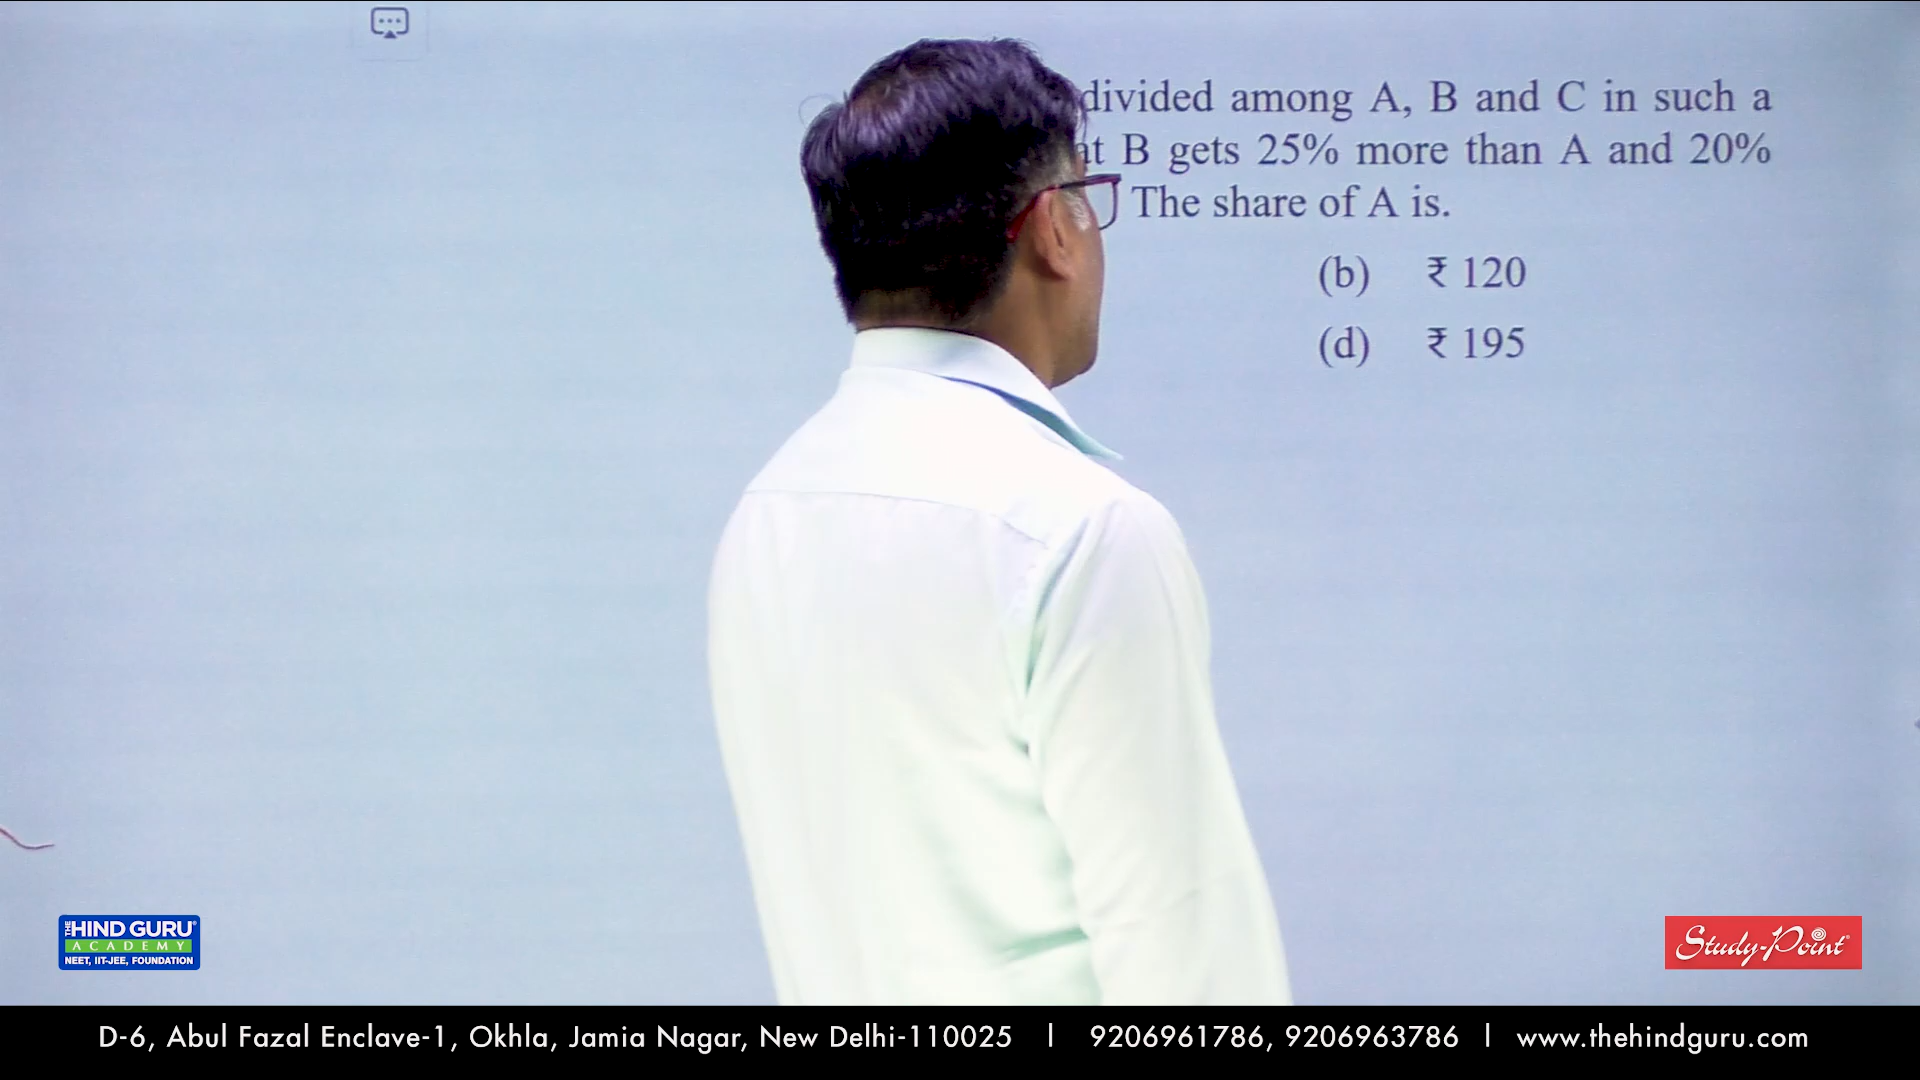 divided among A, B and C in such a
B gets 25% more than A and 20%
The share of A is.
(b) ₹ 120
(d) ₹ 195
THE HIND GURU
ACADEMY
NEET, IIT-JEE, FOUNDATION
Study-Point
D-6, Abul Fazal Enclave-1, Okhla, Jamia Nagar, New Delhi-110025 | 9206961786, 9206963786 | www.thehindguru.com